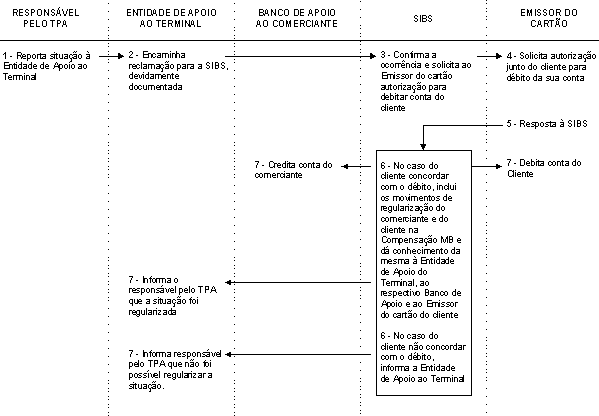 RESPONSÁVEL
PELO TPA
ENTIDADE DE APOIO
AO TERMINAL
BANCO DE APOIO
AO COMERCIANTE
SIBS
EMISSOR DO
CARTÃO
1 - Reporta situação à
Entidade de Apoio ao
Terminal
2 - Encaminha
reclamação para a SIBS,
devidamente
documentada
3 - Confirma a
ocorrência e solicita ao
Emissor do cartão
autorização para
debitar conta do
cliente
4 - Solicita autorização
junto do cliente para
débito da sua conta
5 - Resposta à SIBS
7 - Credita conta do
comerciante
6 - No caso do
cliente concordar
com o débito, inclui
os movimentos de
regularização do
comerciante e do
cliente na
Compensação MB e
dá conhecimento da
mesma à Entidade
de Apoio do
Terminal, ao
respectivo Banco de
Apoio e ao Emissor
do cartão do cliente
7 - Debita conta do
Cliente
7 - Informa o
responsável pelo TPA
que a situação foi
regularizada
6 - No caso do
cliente não concordar
com o débito,
informa a Entidade
de Apoio ao Terminal
7 - Informa responsável
pelo TPA que não foi
possível regularizar a
situação.